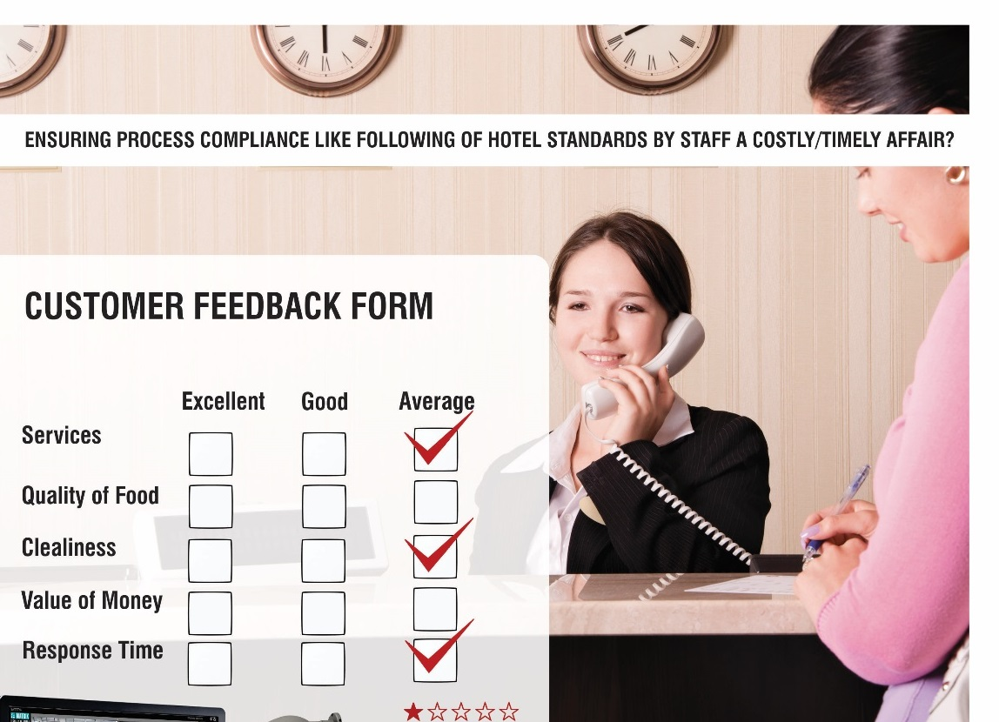 ENSURING PROCESS COMPLIANCE LIKE FOLLOWING OF HOTEL STANDARDS BY STAFF A COSTLY/TIMELY AFFAIR?
CUSTOMER FEEDBACK FORM
Excellent Good Average
Services
Quality of Food
Clealiness
Value of Money
Response Time